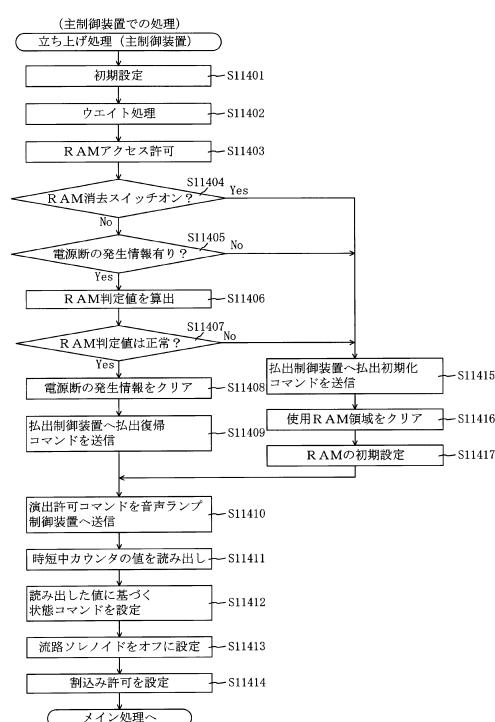 (主制御装置での処理)
立ち上げ処理(主制御装置)
初期設定
S11401
ウエイト処理
S11402
RAMアクセス許可
S11403
S11404
RAM消去スイッチオン?
Yes
No
S11405
電源断の発生情報有り?
No
Yes
RAM判定値を算出
S11406
S11407
RAM判定値は正常?
No
Yes
電源断の発生情報をクリア
S11408
払出制御装置へ払出復帰
コマンドを送信
S11409
払出制御装置へ払出初期化
コマンドを送信
S11415
使用RAM領域をクリア
S11416
RAMの初期設定
S11417
演出許可コマンドを音声ランプ
制御装置へ送信
S11410
時短中カウンタの値を読み出し
S11411
読み出した値に基づく
状態コマンドを設定
S11412
流路ソレノイドをオフに設定
S11413
割込み許可を設定
S11414
メイン処理へ